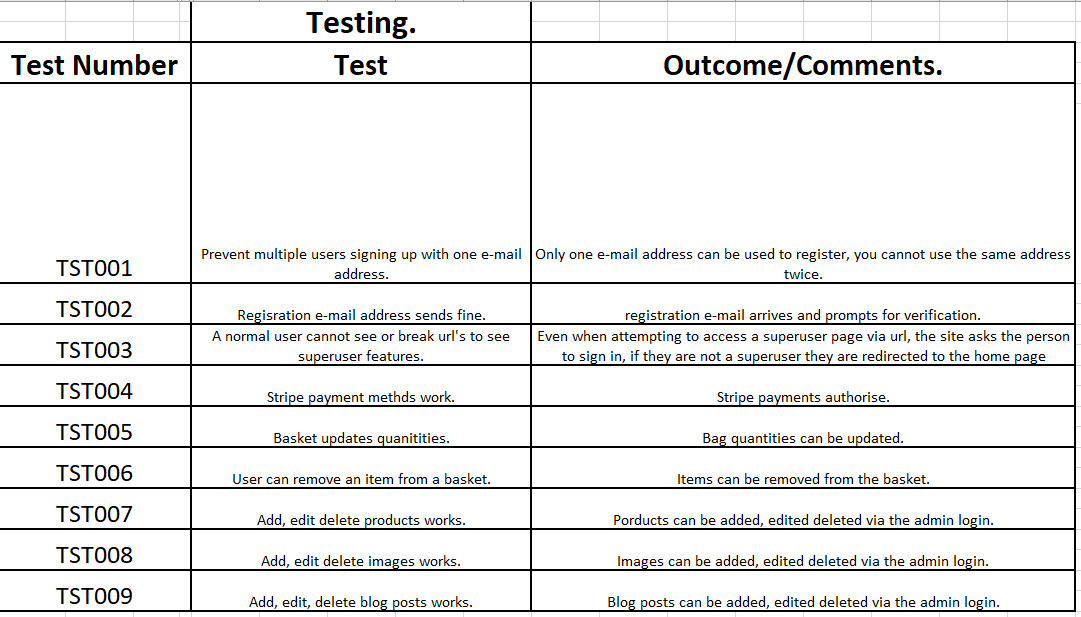 Testing.
Test Number Test Outcome/Comments.
Prevent multiple users signing up with one e-mail Only one e-mail address can be used to register, you cannot use the same address
TST001 address. twice.
TST002 Regisration e-mail address sends fine. registration e-mail arrives and prompts for verification.
A normal user cannot see or break url's to see Even when attempting to access a superuser page via url, the site asks the person
TST003 superuser features. to sign in, if they are not a superuser they are redirected to the home page
TST004 Stripe payment methds work. Stripe payments authorise.
TST005 Basket updates quanitities. Bag quantities can be updated.
TST006 User can remove an item from a basket. Items can be removed from the basket.
TST007 Add, edit delete products works. Porducts can be added, edited deleted via the admin login.
TST008 Add, edit delete images works. Images can be added, edited deleted via the admin login.
TST009 Add, edit, delete blog posts works. Blog posts can be added, edited deleted via the admin login.